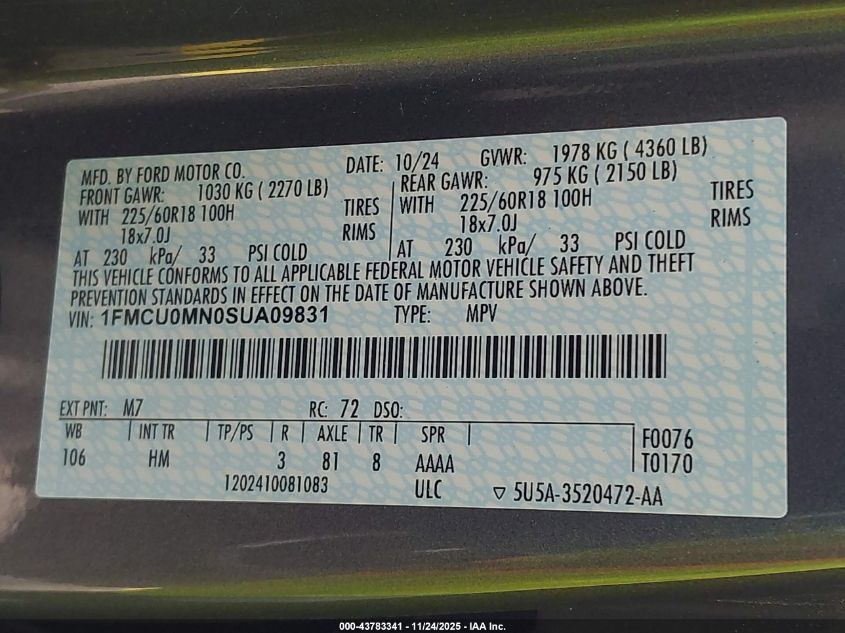 MFD. BY FORD MOTOR CO. DATE: 10/24 GVWR: 1978 KG ( 4360 LB)
FRONT GAWR: 1030 KG ( 2270 LB) REAR GAWR: 975 KG ( 2150 LB)
WITH 225/60R18 100H TIRES WITH 225/60R18 100H TIRES
18x7.0J RIMS 18x7.0J RIMS
AT 230 kPa/ 33 PSI COLD AT 230 kPa/ 33 PSI COLD
THIS VEHICLE CONFORMS TO ALL APPLICABLE FEDERAL MOTOR VEHICLE SAFETY AND THEFT
PREVENTION STANDARDS IN EFFECT ON THE DATE OF MANUFACTURE SHOWN ABOVE.
VIN: 1FMCU0MN0SUA09831 TYPE: MPV
EXT PNT: M7 RC: 72 DSO:
WB INT TR TP/PS R AXLE TR SPR F0076
106 HM 3 81 8 AAAA T0170
1202410081083 ULC ▽ 5U5A-3520472-AA
000-43783341 - 11/24/2025 - IAA Inc.